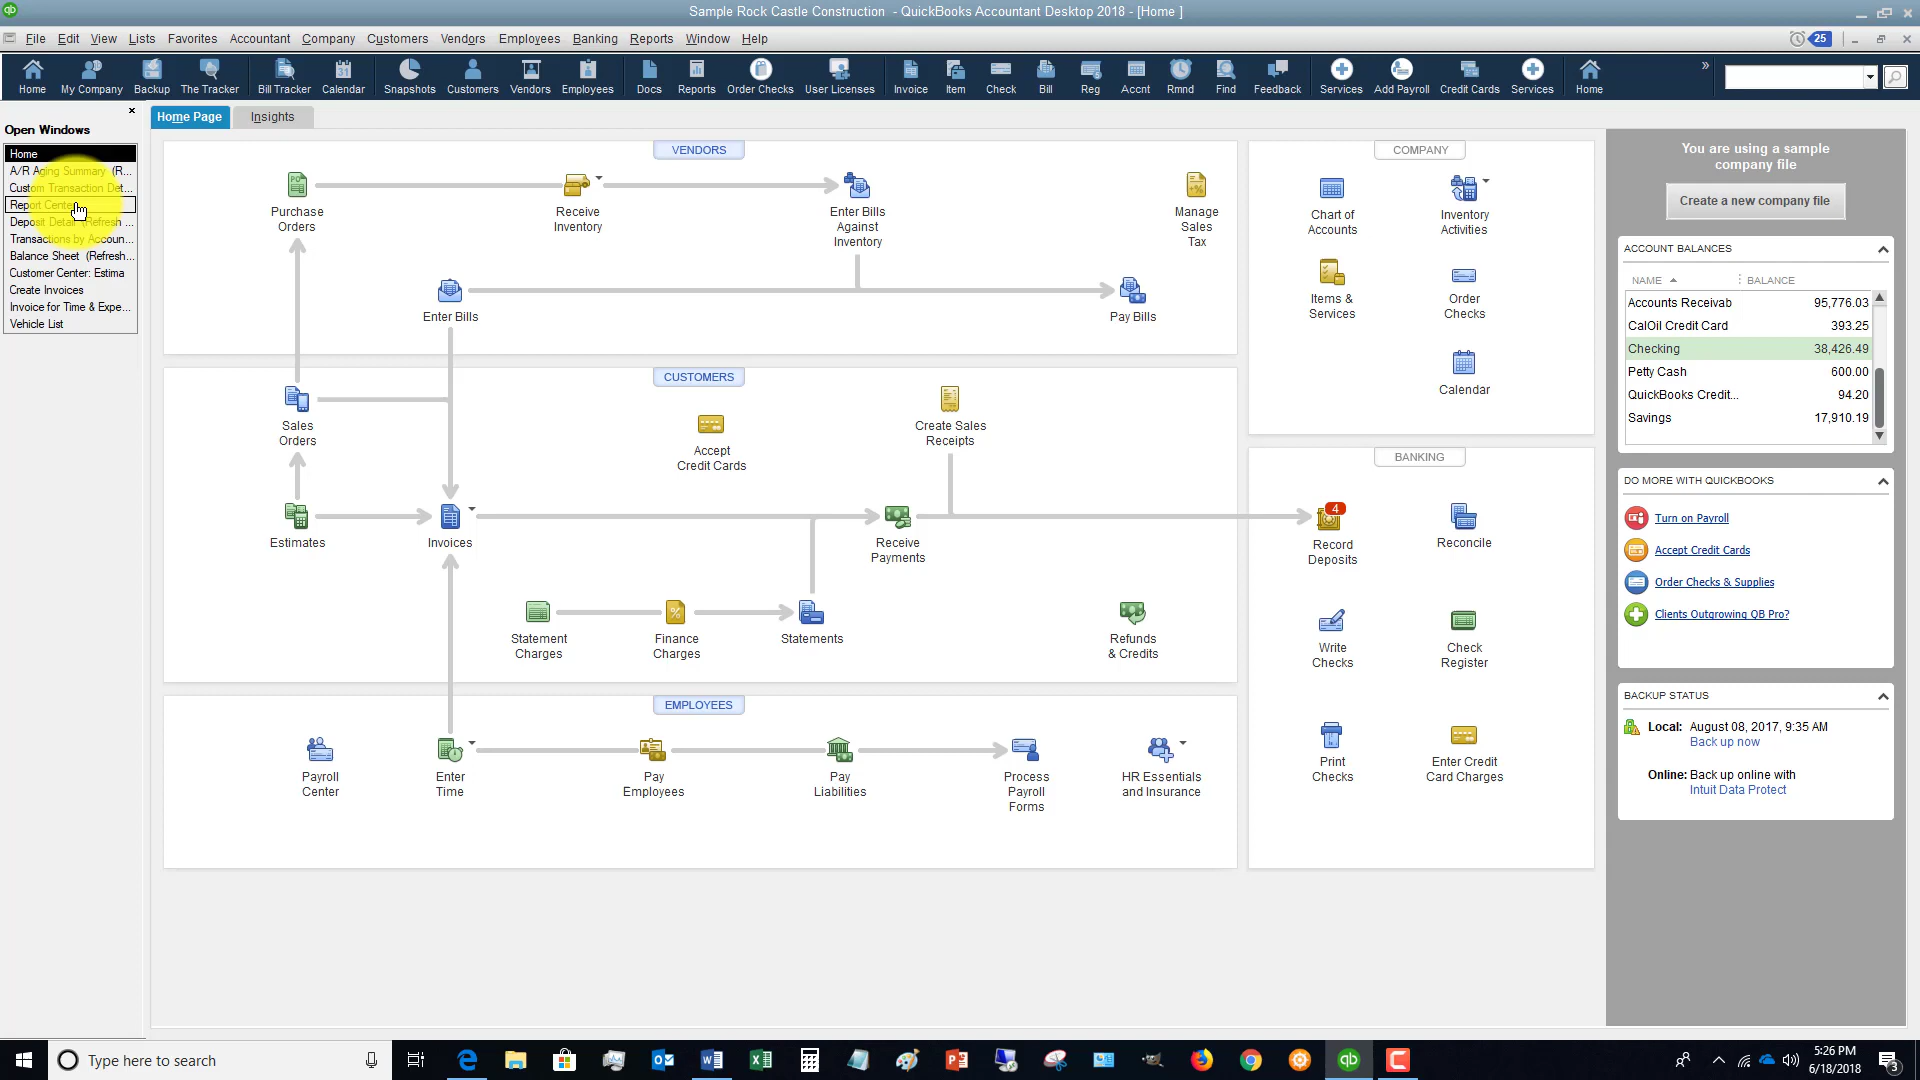 Sample Rock Castle Construction - QuickBooks Accountant Desktop 2018 - [Home ]
File Edit View Lists Favorites Accountant Company Customers Vendors Employees Banking Reports Window Help
25
Home My Company Backup The Tracker Bill Tracker Calendar Snapshots Customers Vendors Employees Docs Reports Order Checks User Licenses Invoice Item Check Bill Reg Accnt Rmnd Find Feedback Services Add Payroll Credit Cards Services Home
Open Windows
Home
A/R Aging Summary (R...
Custom Transaction Det...
Report Center
Deposit Detail (Refresh ...
Transactions by Accoun...
Balance Sheet (Refresh...
Customer Center: Estima
Create Invoices
Invoice for Time & Expe...
Vehicle List
Home Page Insights
VENDORS
Purchase
Orders
Receive
Inventory
Enter Bills
Against
Inventory
Manage
Sales
Tax
Enter Bills
Pay Bills
CUSTOMERS
Sales
Orders
Accept
Credit Cards
Create Sales
Receipts
Estimates
Invoices
Receive
Payments
Statement
Charges
Finance
Charges
Statements
Refunds
& Credits
EMPLOYEES
Payroll
Center
Enter
Time
Pay
Employees
Pay
Liabilities
Process
Payroll
Forms
HR Essentials
and Insurance
COMPANY
Chart of
Accounts
Inventory
Activities
Items &
Services
Order
Checks
Calendar
BANKING
4
Record
Deposits
Reconcile
Write
Checks
Check
Register
Print
Checks
Enter Credit
Card Charges
You are using a sample
company file
Create a new company file
ACCOUNT BALANCES
NAME BALANCE
Accounts Receivab 95,776.03
CalOil Credit Card 393.25
Checking 38,426.49
Petty Cash 600.00
QuickBooks Credit... 94.20
Savings 17,910.19
DO MORE WITH QUICKBOOKS
Turn on Payroll
Accept Credit Cards
Order Checks & Supplies
Clients Outgrowing QB Pro?
BACKUP STATUS
Local: August 08, 2017, 9:35 AM
Back up now
Online: Back up online with
Intuit Data Protect
Type here to search
5:26 PM
6/18/2018
3